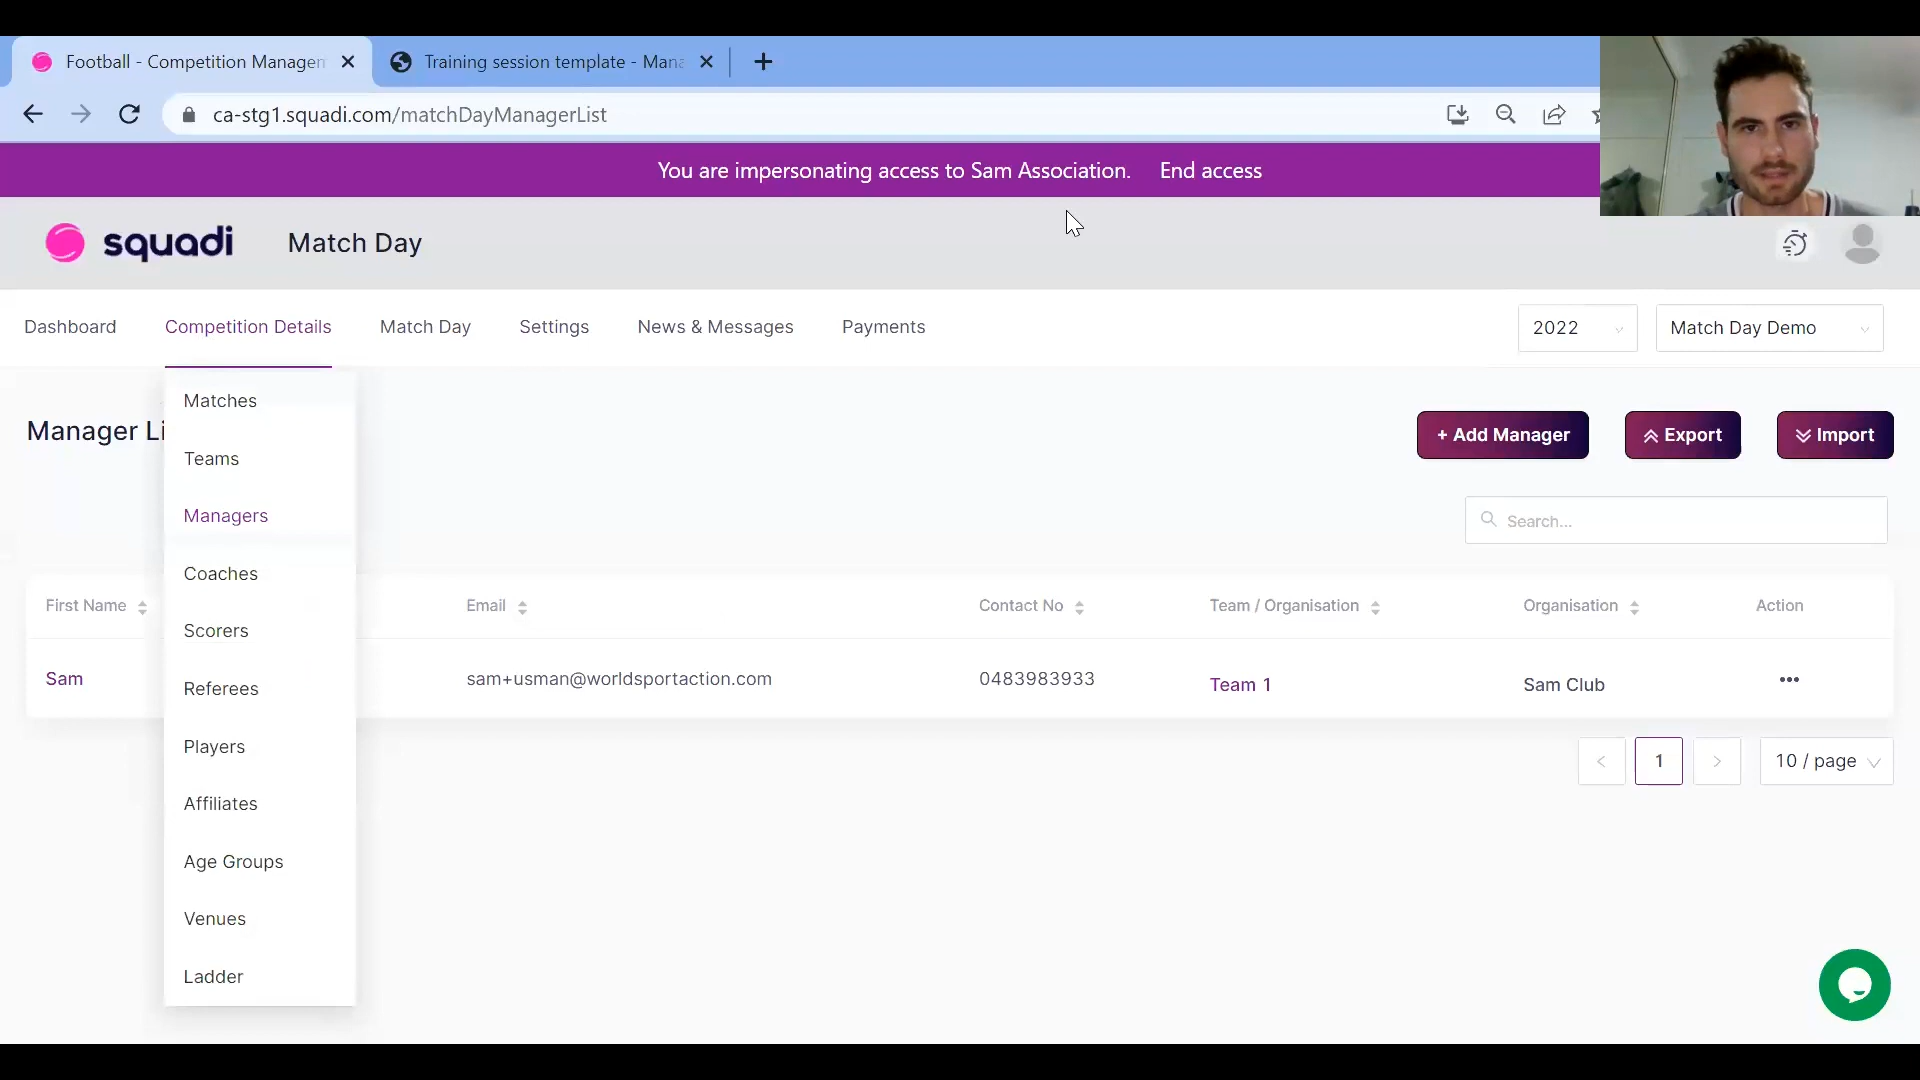 Football - Competition Managem
Training session template - Mana
ca-stg1.squadi.com/matchDayManagerList
You are impersonating access to Sam Association. End access
squadi Match Day
Dashboard Competition Details Match Day Settings News & Messages Payments 2022 Match Day Demo
Matches
Manager Li
+ Add Manager Export Import
Teams
Managers
Search...
Coaches
First Name Email Contact No Team / Organisation Organisation Action
Scorers
Sam sam+usman@worldsportaction.com 0483983933 Team 1 Sam Club •••
Referees
Players
< 1 > 10 / page
Affiliates
Age Groups
Venues
Ladder